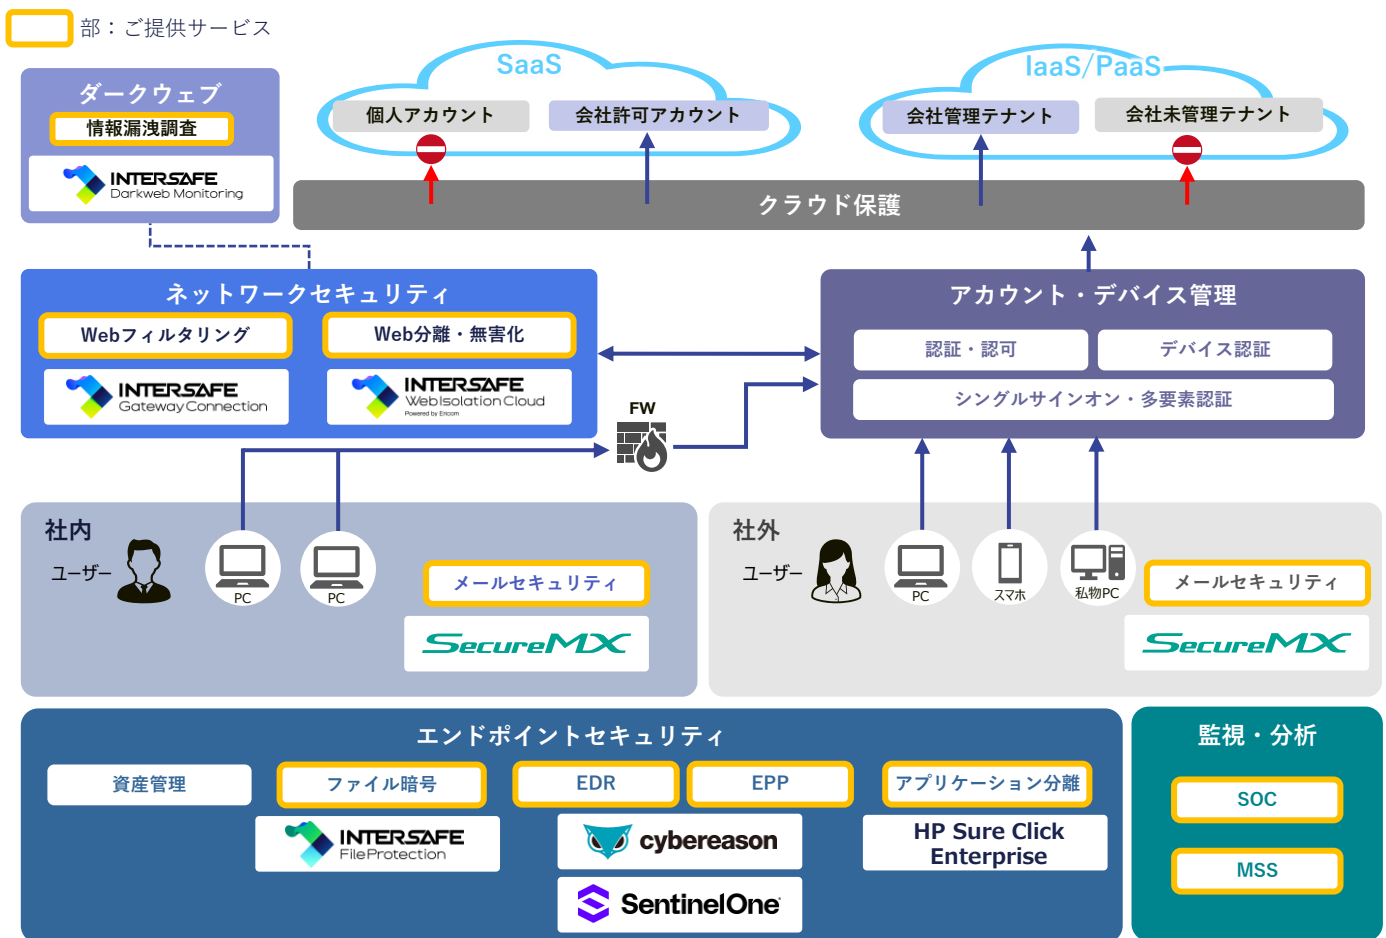 部：ご提供サービス
ダークウェブ
情報漏洩調査
INTERSAFE
Darkweb Monitoring
SaaS
個人アカウント
会社許可アカウント
IaaS/PaaS
会社管理テナント
会社未管理テナント
クラウド保護
ネットワークセキュリティ
Webフィルタリング
INTERSAFE
Gateway Connection
Web分離・無害化
INTERSAFE
WebIsolation Cloud
Powered by Ericom
アカウント・デバイス管理
認証・認可
デバイス認証
シングルサインオン・多要素認証
FW
社内
ユーザー
PC
PC
メールセキュリティ
SecureMX
社外
ユーザー
PC
スマホ
私物PC
メールセキュリティ
SecureMX
エンドポイントセキュリティ
資産管理
ファイル暗号
INTERSAFE
FileProtection
EDR
EPP
cybereason
SentinelOne
アプリケーション分離
HP Sure Click
Enterprise
監視・分析
SOC
MSS